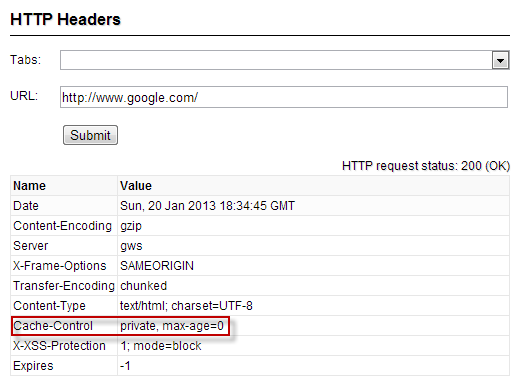 HTTP Headers
Tabs:
URL: http://www.google.com/
Submit
HTTP request status: 200 (OK)
Name Value
Date Sun, 20 Jan 2013 18:34:45 GMT
Content-Encoding gzip
Server gws
X-Frame-Options SAMEORIGIN
Transfer-Encoding chunked
Content-Type text/html; charset=UTF-8
Cache-Control private, max-age=0
X-XSS-Protection 1; mode=block
Expires -1